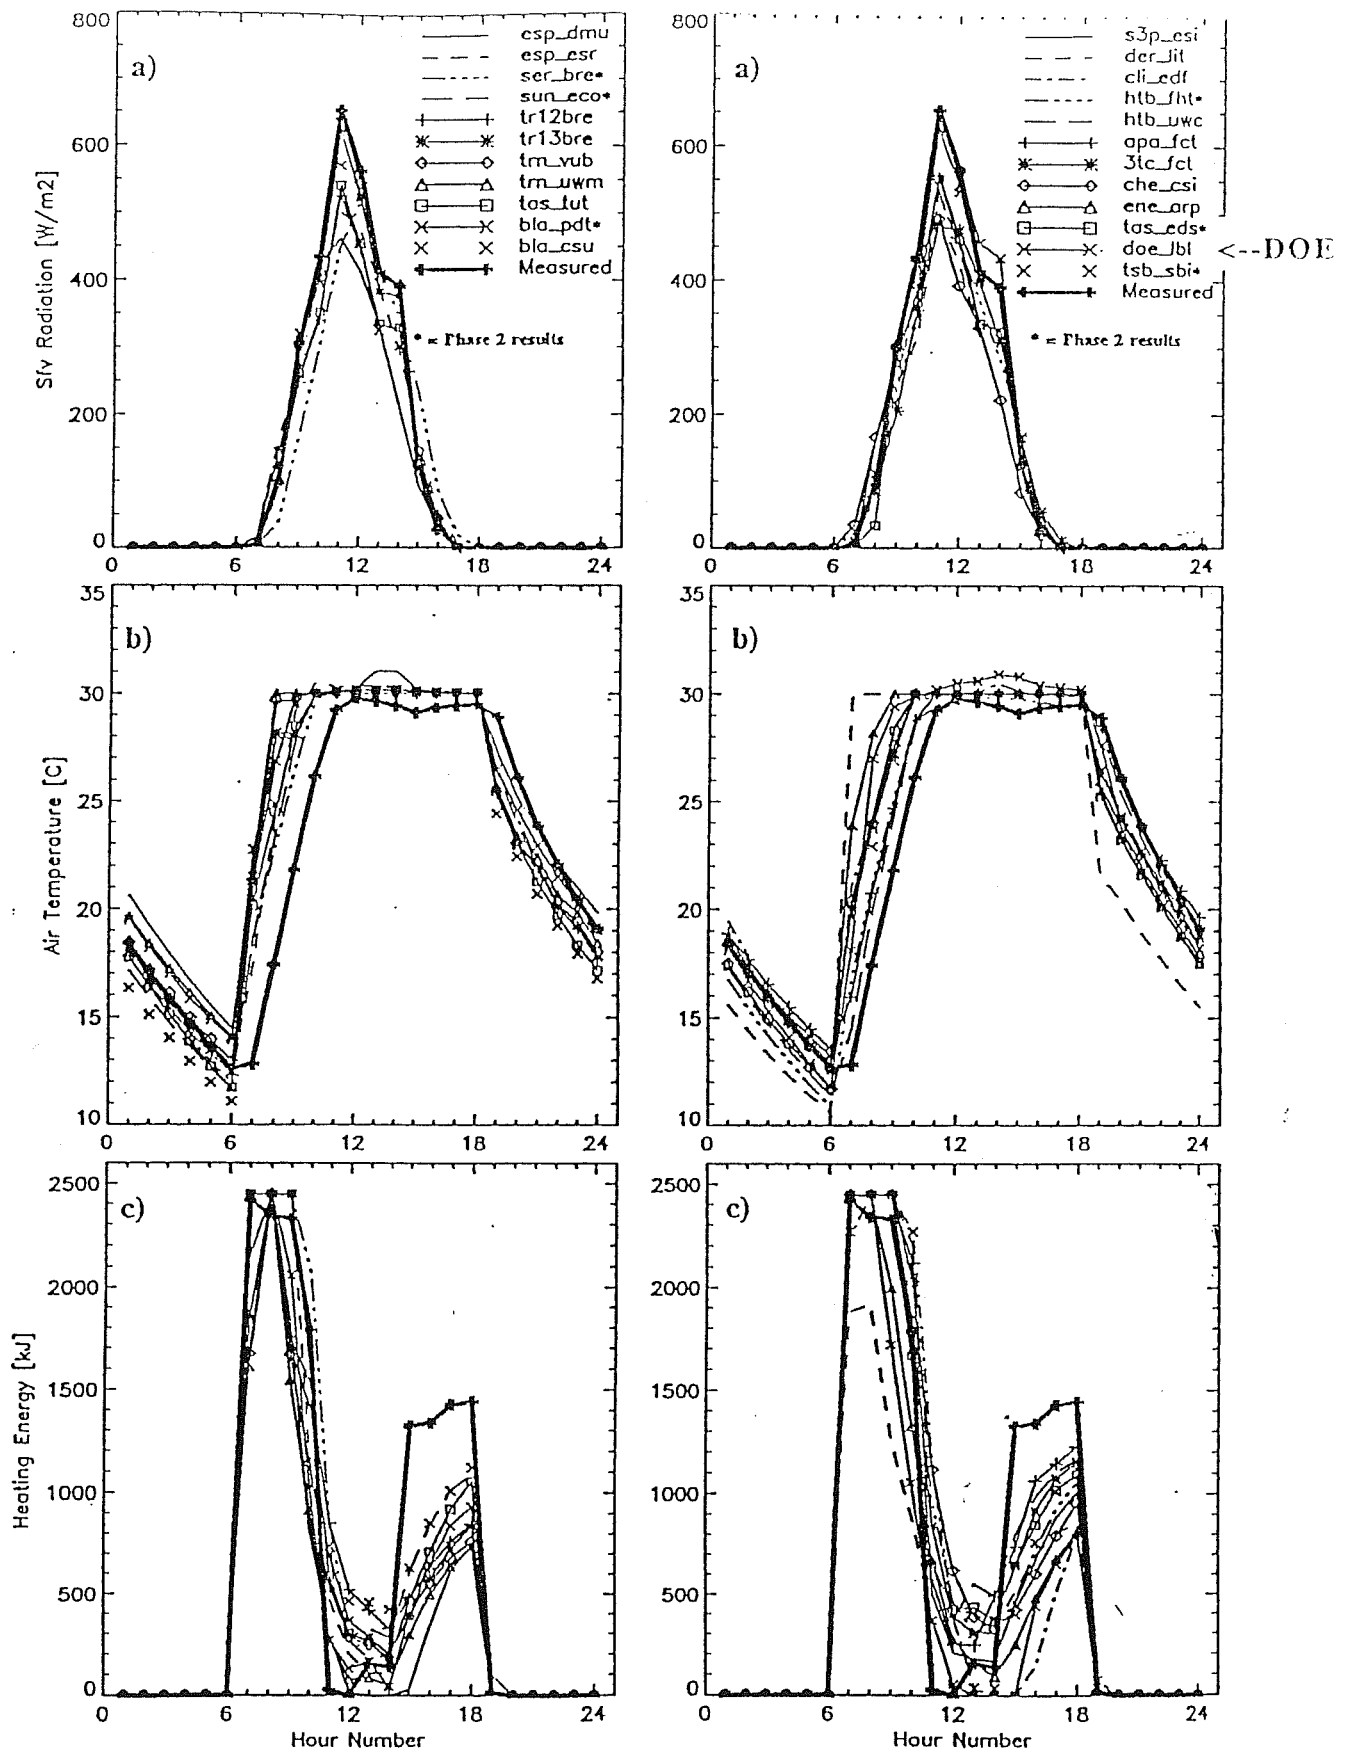 800
600
400
200
0
Sfv Radiation [W/m2]
a)
esp_dmu
esp_esr
ser_bre*
sun_eco*
tr12bre
tr13bre
trn_vub
trn_uwm
tas_tut
bla_pdt*
bla_csu
Measured
* = Phase 2 results
0 6 12 18 24
800
600
400
200
0
a)
s3p_esi
der_lit
cli_edf
htb_fht*
htb_uwc
apa_fct
3tc_fct
che_csi
ene_arp
tas_eds*
doe_lbl <--DOE
tsb_sbi*
Measured
* = Phase 2 results
0 6 12 18 24
35
30
25
20
15
10
Air Temperature [C]
b)
0 6 12 18 24
35
30
25
20
15
10
b)
0 6 12 18 24
2500
2000
1500
1000
500
0
Heating Energy [kJ]
c)
0 6 12 18 24
Hour Number
2500
2000
1500
1000
500
0
c)
0 6 12 18 24
Hour Number